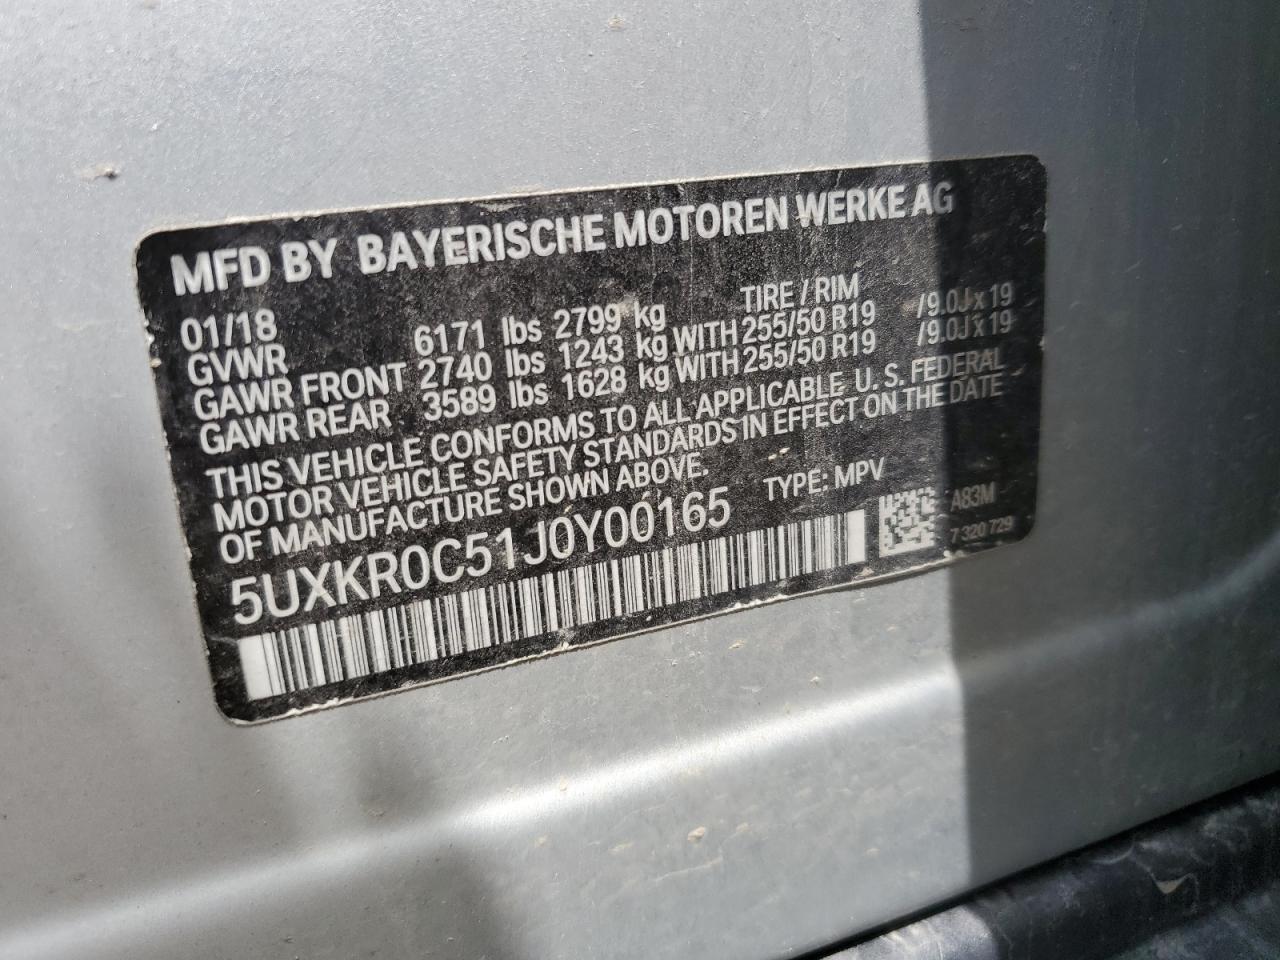 MFD BY BAYERISCHE MOTOREN WERKE AG
01/18 TIRE / RIM
GVWR 6171 lbs 2799 kg
GAWR FRONT 2740 lbs 1243 kg WITH 255/50 R19 /9.0J x 19
GAWR REAR 3589 lbs 1628 kg WITH 255/50 R19 /9.0J x 19
THIS VEHICLE CONFORMS TO ALL APPLICABLE U. S. FEDERAL
MOTOR VEHICLE SAFETY STANDARDS IN EFFECT ON THE DATE
OF MANUFACTURE SHOWN ABOVE.
5UXKR0C51J0Y00165 TYPE: MPV
A83M
7 320 729